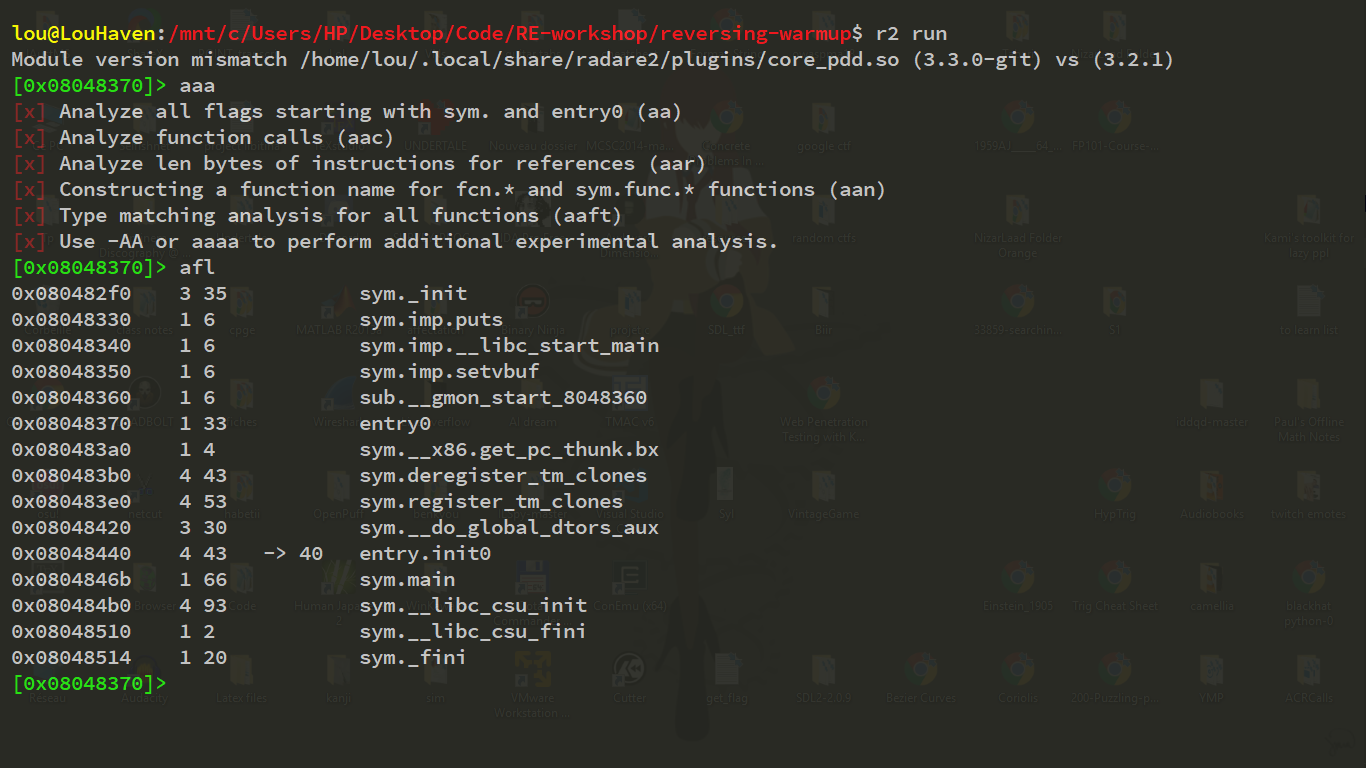 lou@LouHaven:/mnt/c/Users/HP/Desktop/Code/RE-workshop/reversing-warmup$ r2 run
Module version mismatch /home/lou/.local/share/radare2/plugins/core_pdd.so (3.3.0-git) vs (3.2.1)
[0x08048370]> aaa
[x] Analyze all flags starting with sym. and entry0 (aa)
[x] Analyze function calls (aac)
[x] Analyze len bytes of instructions for references (aar)
[x] Constructing a function name for fcn.* and sym.func.* functions (aan)
[x] Type matching analysis for all functions (aaft)
[x] Use -AA or aaaa to perform additional experimental analysis.
[0x08048370]> afl
0x080482f0    3 35           sym._init
0x08048330    1 6            sym.imp.puts
0x08048340    1 6            sym.imp.__libc_start_main
0x08048350    1 6            sym.imp.setvbuf
0x08048360    1 6            sub.__gmon_start_8048360
0x08048370    1 33           entry0
0x080483a0    1 4            sym.__x86.get_pc_thunk.bx
0x080483b0    4 43           sym.deregister_tm_clones
0x080483e0    4 53           sym.register_tm_clones
0x08048420    3 30           sym.__do_global_dtors_aux
0x08048440    4 43   -> 40   entry.init0
0x0804846b    1 66           sym.main
0x080484b0    4 93           sym.__libc_csu_init
0x08048510    1 2            sym.__libc_csu_fini
0x08048514    1 20           sym._fini
[0x08048370]>